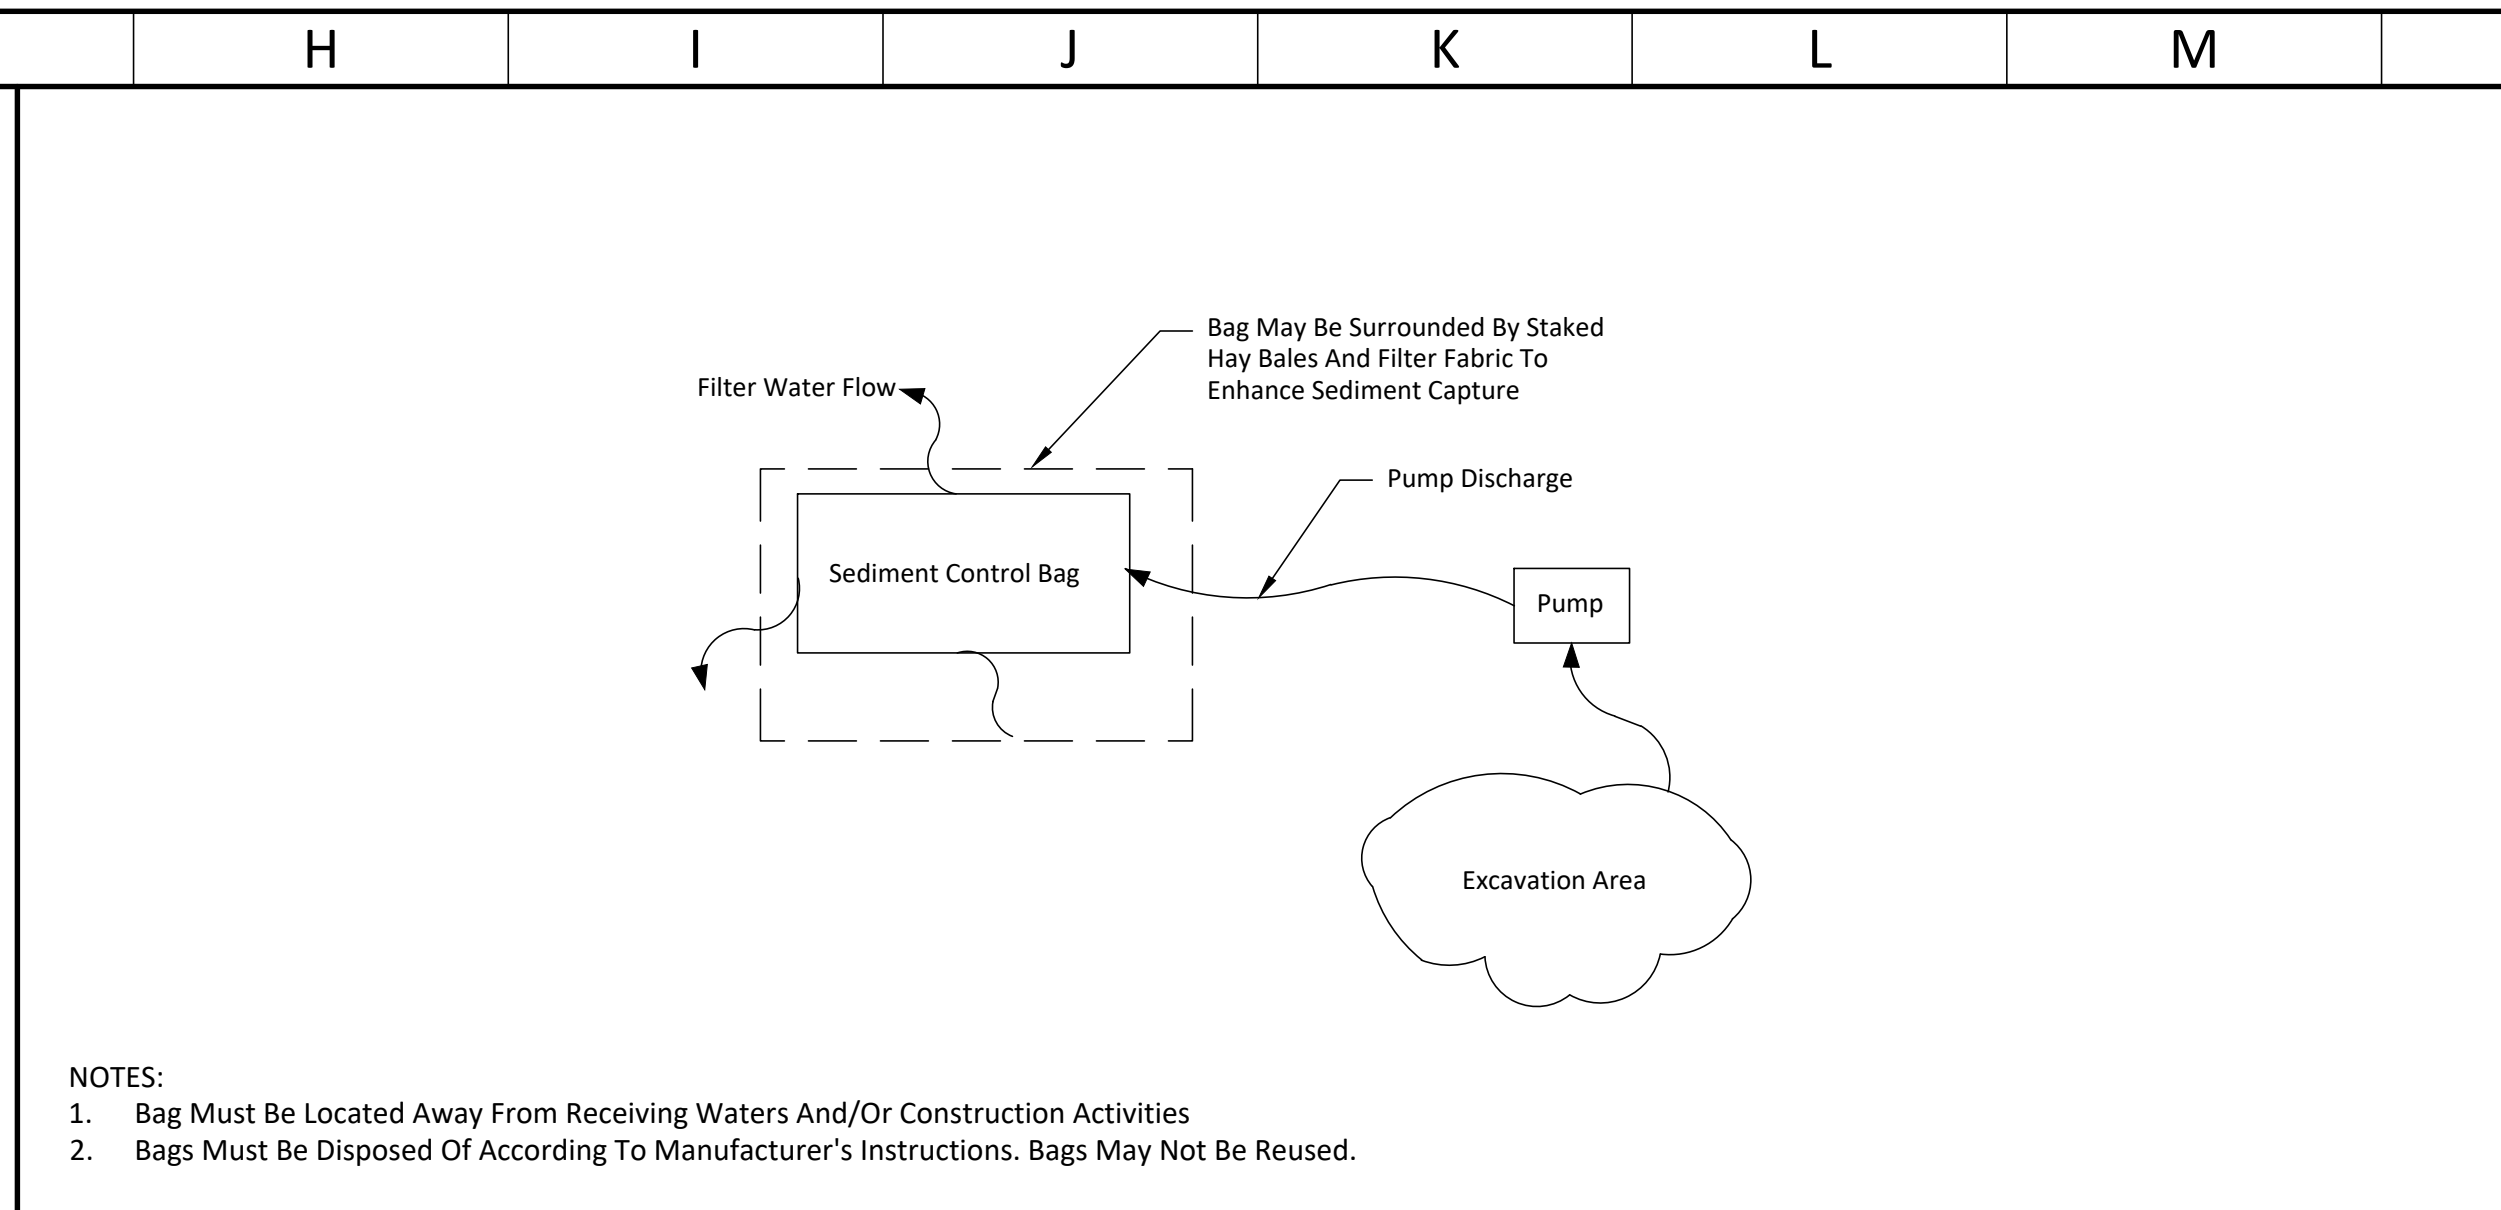 H I J K L M
Bag May Be Surrounded By Staked
Hay Bales And Filter Fabric To
Enhance Sediment Capture
Filter Water Flow
Pump Discharge
Sediment Control Bag
Pump
Excavation Area
NOTES:
1. Bag Must Be Located Away From Receiving Waters And/Or Construction Activities
2. Bags Must Be Disposed Of According To Manufacturer's Instructions. Bags May Not Be Reused.